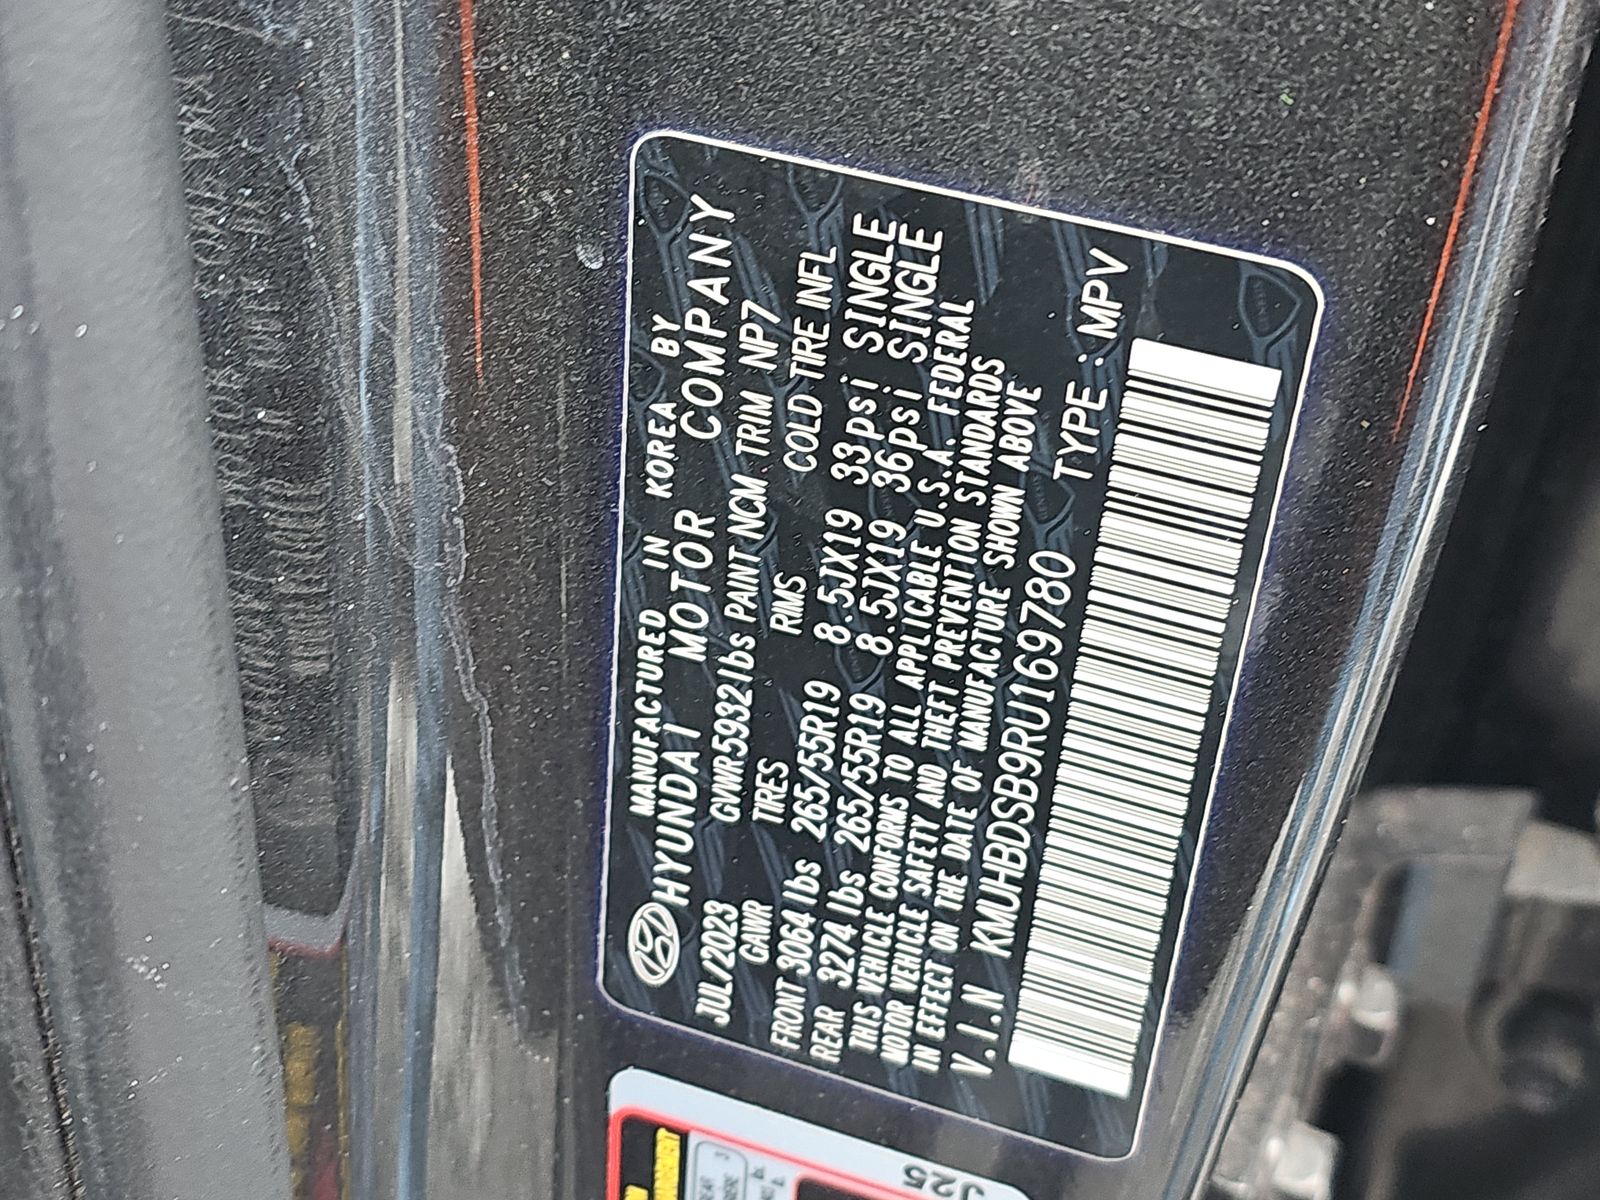 MANUFACTURED IN KOREA BY
HYUNDAI MOTOR COMPANY
JUL/2023 GVWR 5932 lbs PAINT NCM TRIM NP7
GAWR TIRES RIMS COLD TIRE INFL
FRONT 3064 lbs 265/55R19 8.5JX19 33psi SINGLE
REAR 3274 lbs 265/55R19 8.5JX19 36psi SINGLE
THIS VEHICLE CONFORMS TO ALL APPLICABLE U.S.A. FEDERAL
MOTOR VEHICLE SAFETY AND THEFT PREVENTION STANDARDS
IN EFFECT ON THE DATE OF MANUFACTURE SHOWN ABOVE
V.I.N KMUHBDSB9RU169780 TYPE : MPV
J25